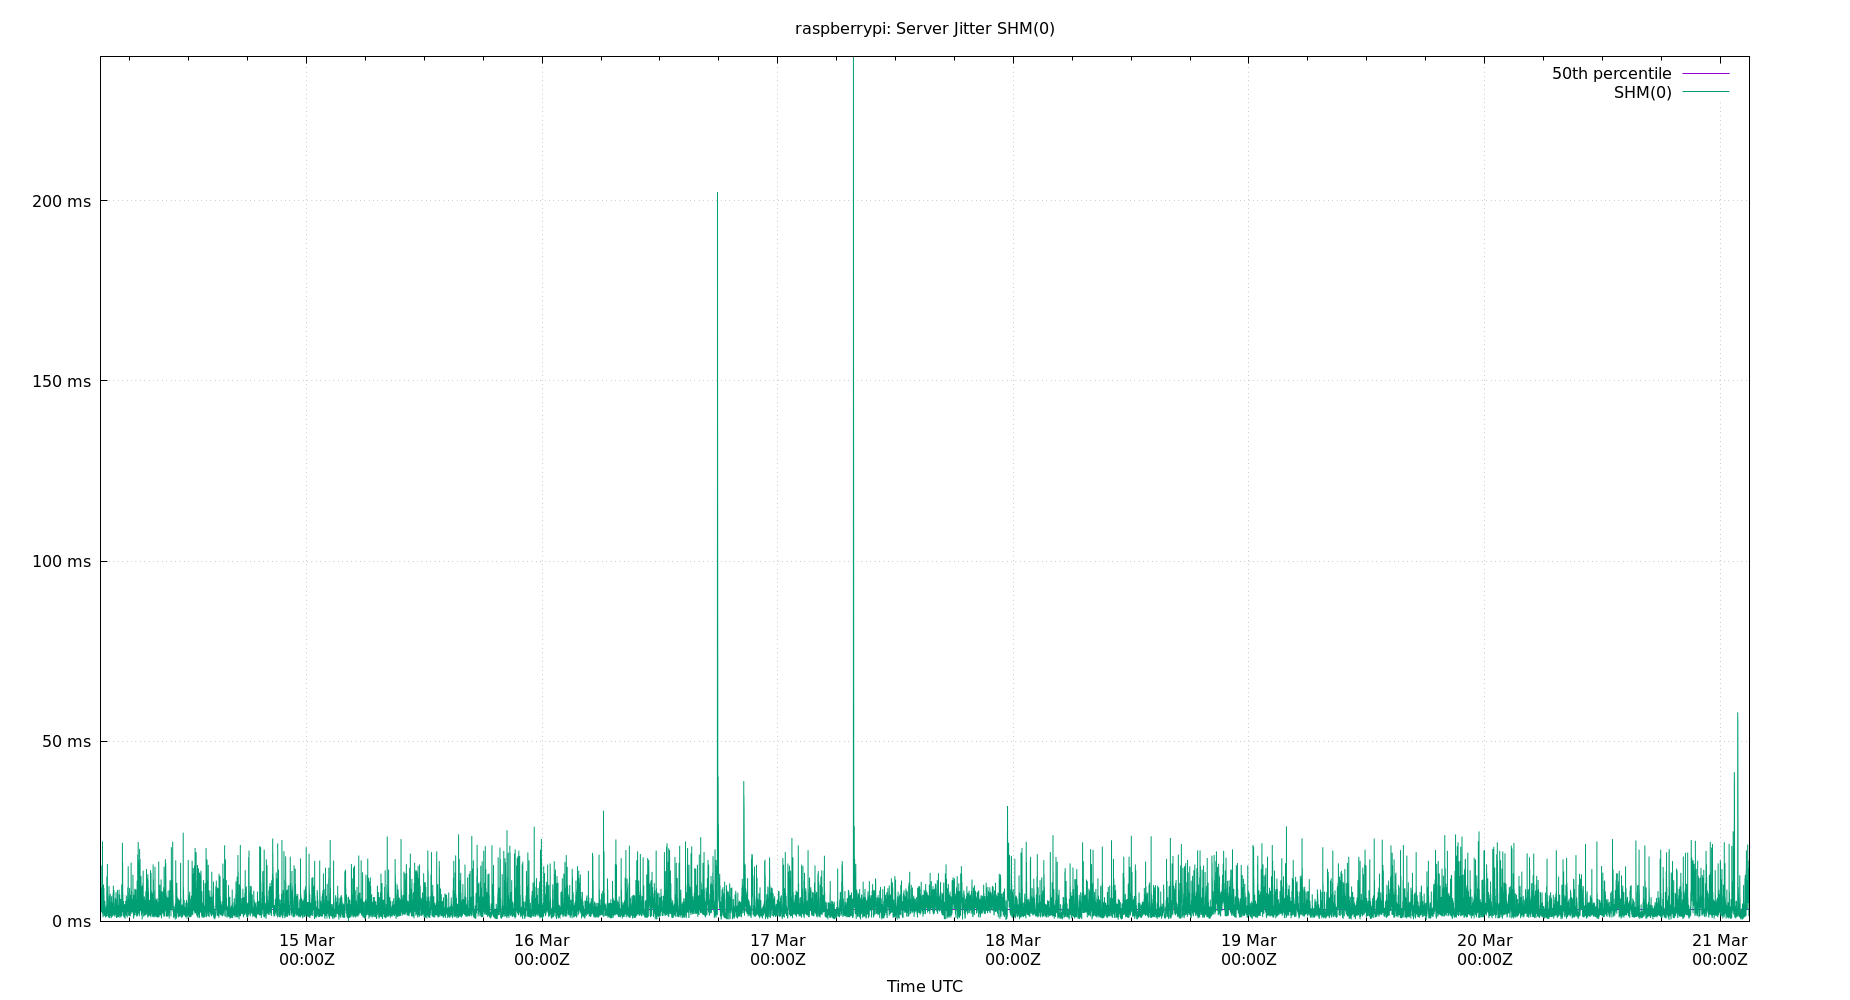 raspberrypi: Server Jitter SHM(0)
50th percentile
SHM(0)
200 ms
150 ms
100 ms
50 ms
0 ms
15 Mar 16 Mar 17 Mar 18 Mar 19 Mar 20 Mar 21 Mar
00:00Z 00:00Z 00:00Z 00:00Z 00:00Z 00:00Z 00:00Z
Time UTC